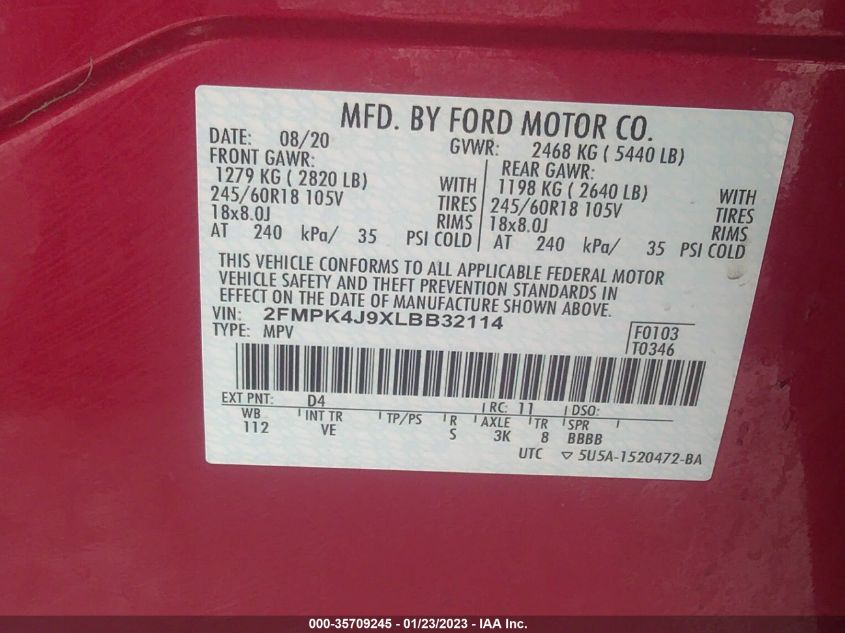 MFD. BY FORD MOTOR CO.
DATE: 08/20 GVWR: 2468 KG ( 5440 LB)
FRONT GAWR: REAR GAWR:
1279 KG ( 2820 LB) WITH 1198 KG ( 2640 LB) WITH
245/60R18 105V TIRES 245/60R18 105V TIRES
18x8.0J RIMS 18x8.0J RIMS
AT 240 kPa/ 35 PSI COLD AT 240 kPa/ 35 PSI COLD
THIS VEHICLE CONFORMS TO ALL APPLICABLE FEDERAL MOTOR
VEHICLE SAFETY AND THEFT PREVENTION STANDARDS IN
EFFECT ON THE DATE OF MANUFACTURE SHOWN ABOVE.
VIN: 2FMPK4J9XLBB32114
TYPE: MPV F0103
T0346
EXT PNT: D4 RC: 11 DSO:
WB INT TR TP/PS R AXLE TR SPR
112 VE S 3K 8 BBBB
UTC ▽ 5U5A-1520472-BA
000-35709245 - 01/23/2023 - IAA Inc.